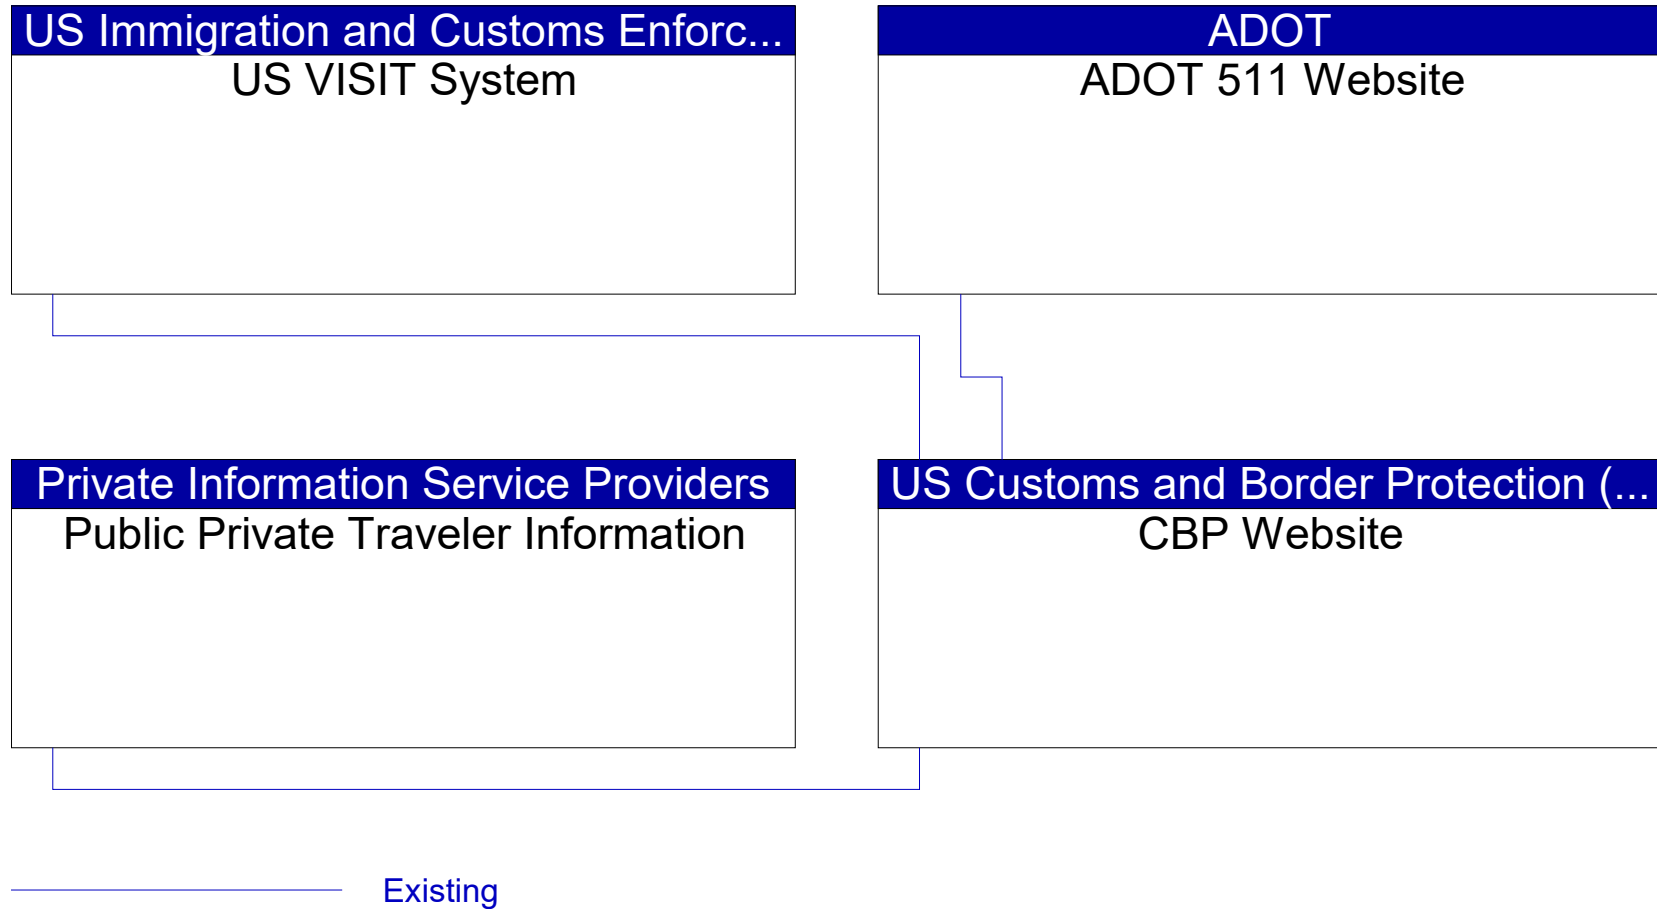 US Immigration and Customs Enforc...
US VISIT System
ADOT
ADOT 511 Website
Private Information Service Providers
Public Private Traveler Information
US Customs and Border Protection (...
CBP Website
Existing